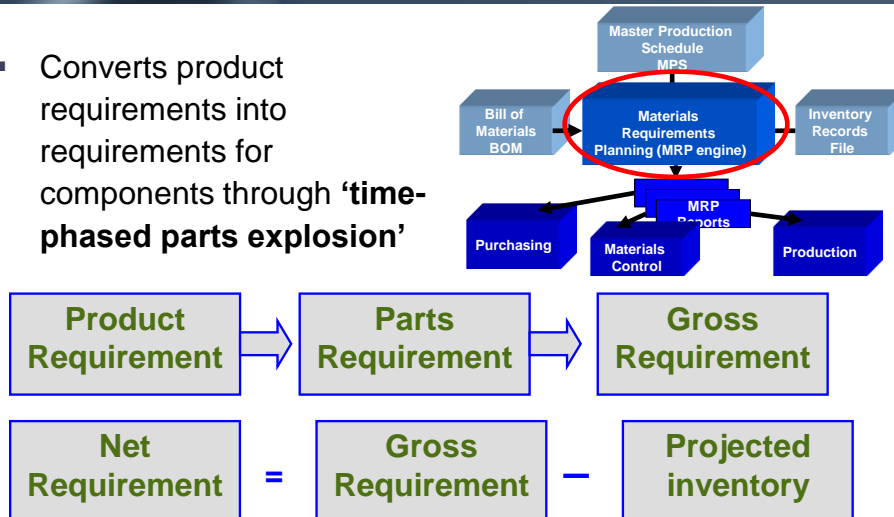 Converts product
requirements into
requirements for
components through ‘time-
phased parts explosion’
Master Production
Schedule
MPS
Bill of
Materials
BOM
Materials
Requirements
Planning (MRP engine)
Inventory
Records
File
MRP
Reports
Purchasing
Materials
Control
Production
Product
Requirement
Parts
Requirement
Gross
Requirement
Net
Requirement
=
Gross
Requirement
–
Projected
inventory